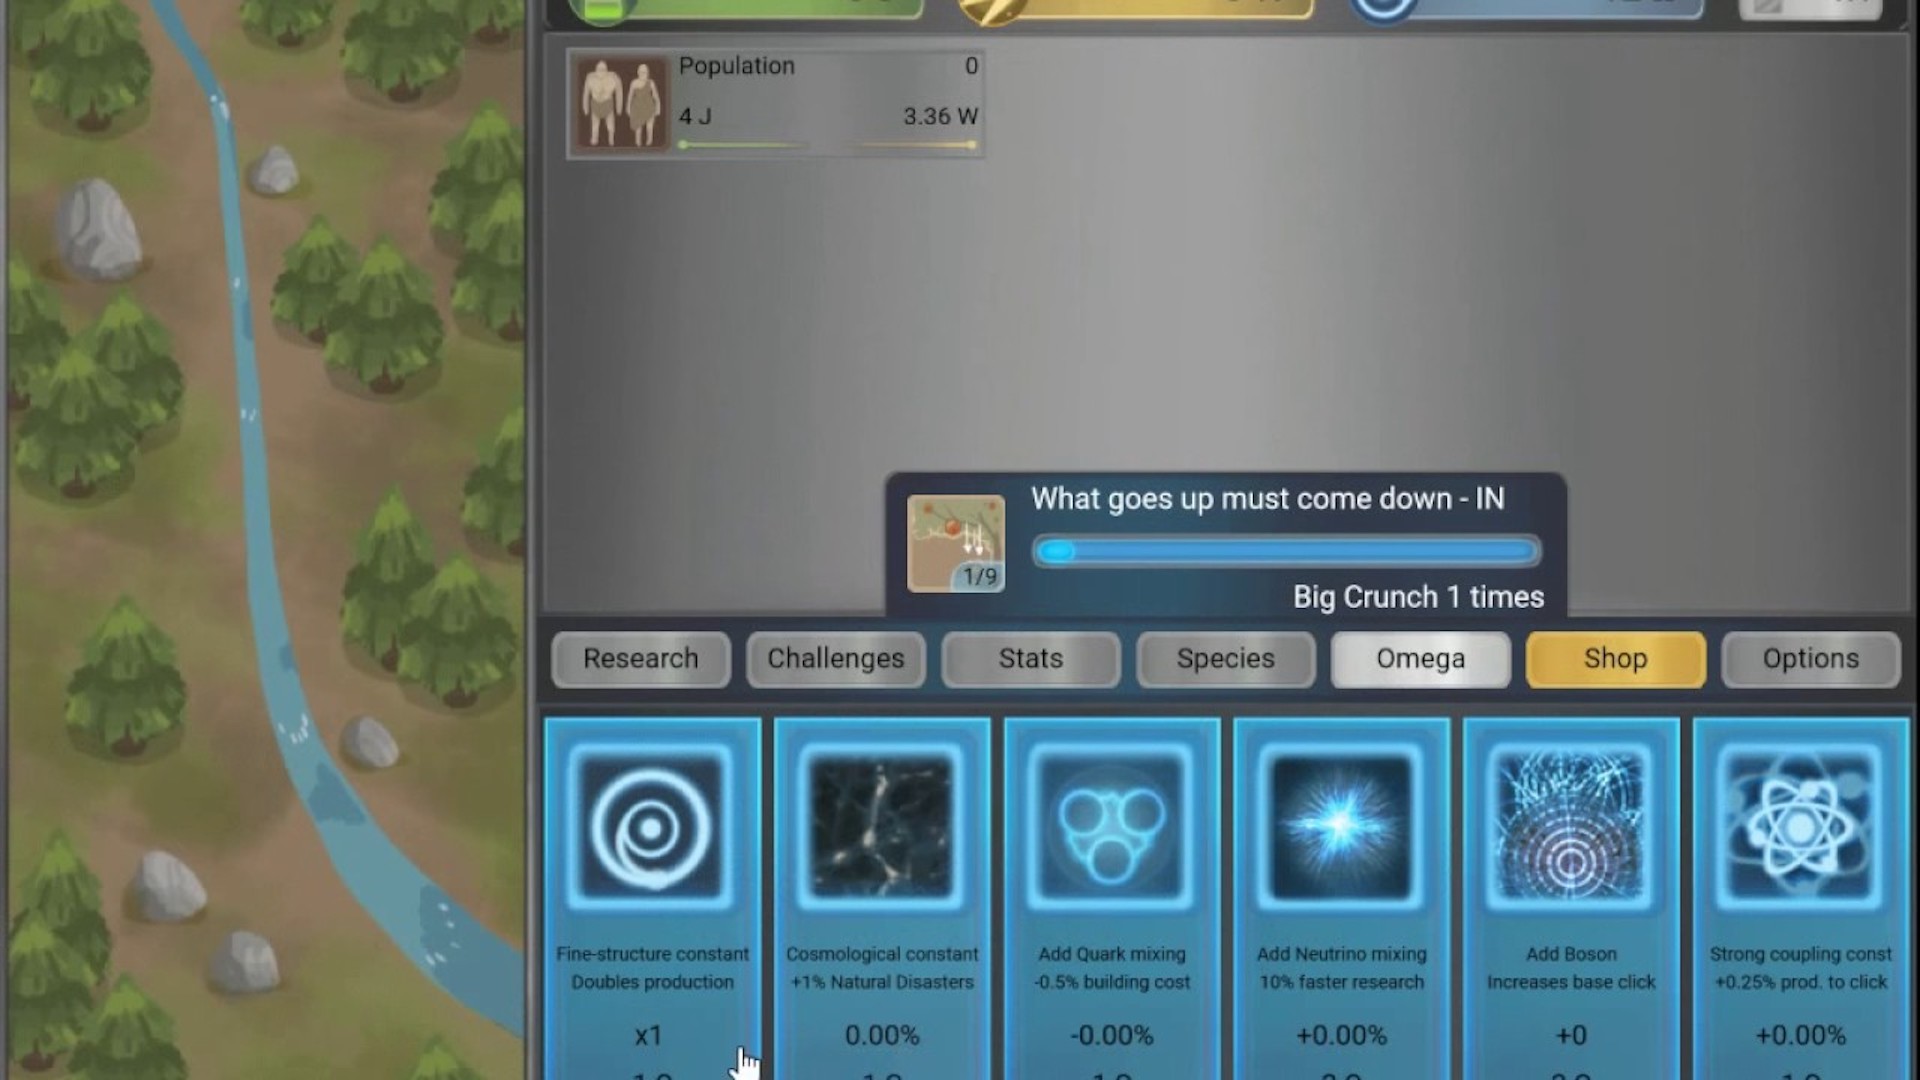 Population 0
4 J 3.36 W
What goes up must come down - IN
1/9
Big Crunch 1 times
Research Challenges Stats Species Omega Shop Options
Fine-structure constant
Doubles production
x1
Cosmological constant
+1% Natural Disasters
0.00%
Add Quark mixing
-0.5% building cost
-0.00%
Add Neutrino mixing
10% faster research
+0.00%
Add Boson
Increases base click
+0
Strong coupling const
+0.25% prod. to click
+0.00%